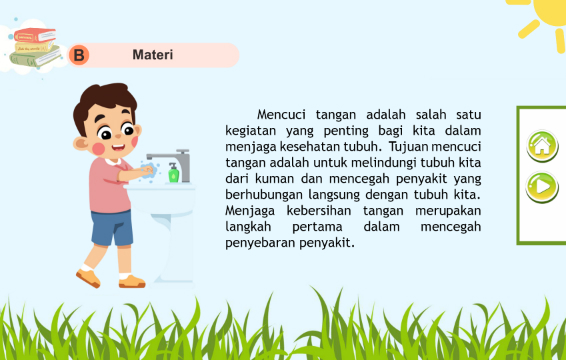 B
Materi
Mencuci tangan adalah salah satu
kegiatan yang penting bagi kita dalam
menjaga kesehatan tubuh. Tujuan mencuci
tangan adalah untuk melindungi tubuh kita
dari kuman dan mencegah penyakit yang
berhubungan langsung dengan tubuh kita.
Menjaga kebersihan tangan merupakan
langkah pertama dalam mencegah
penyebaran penyakit.